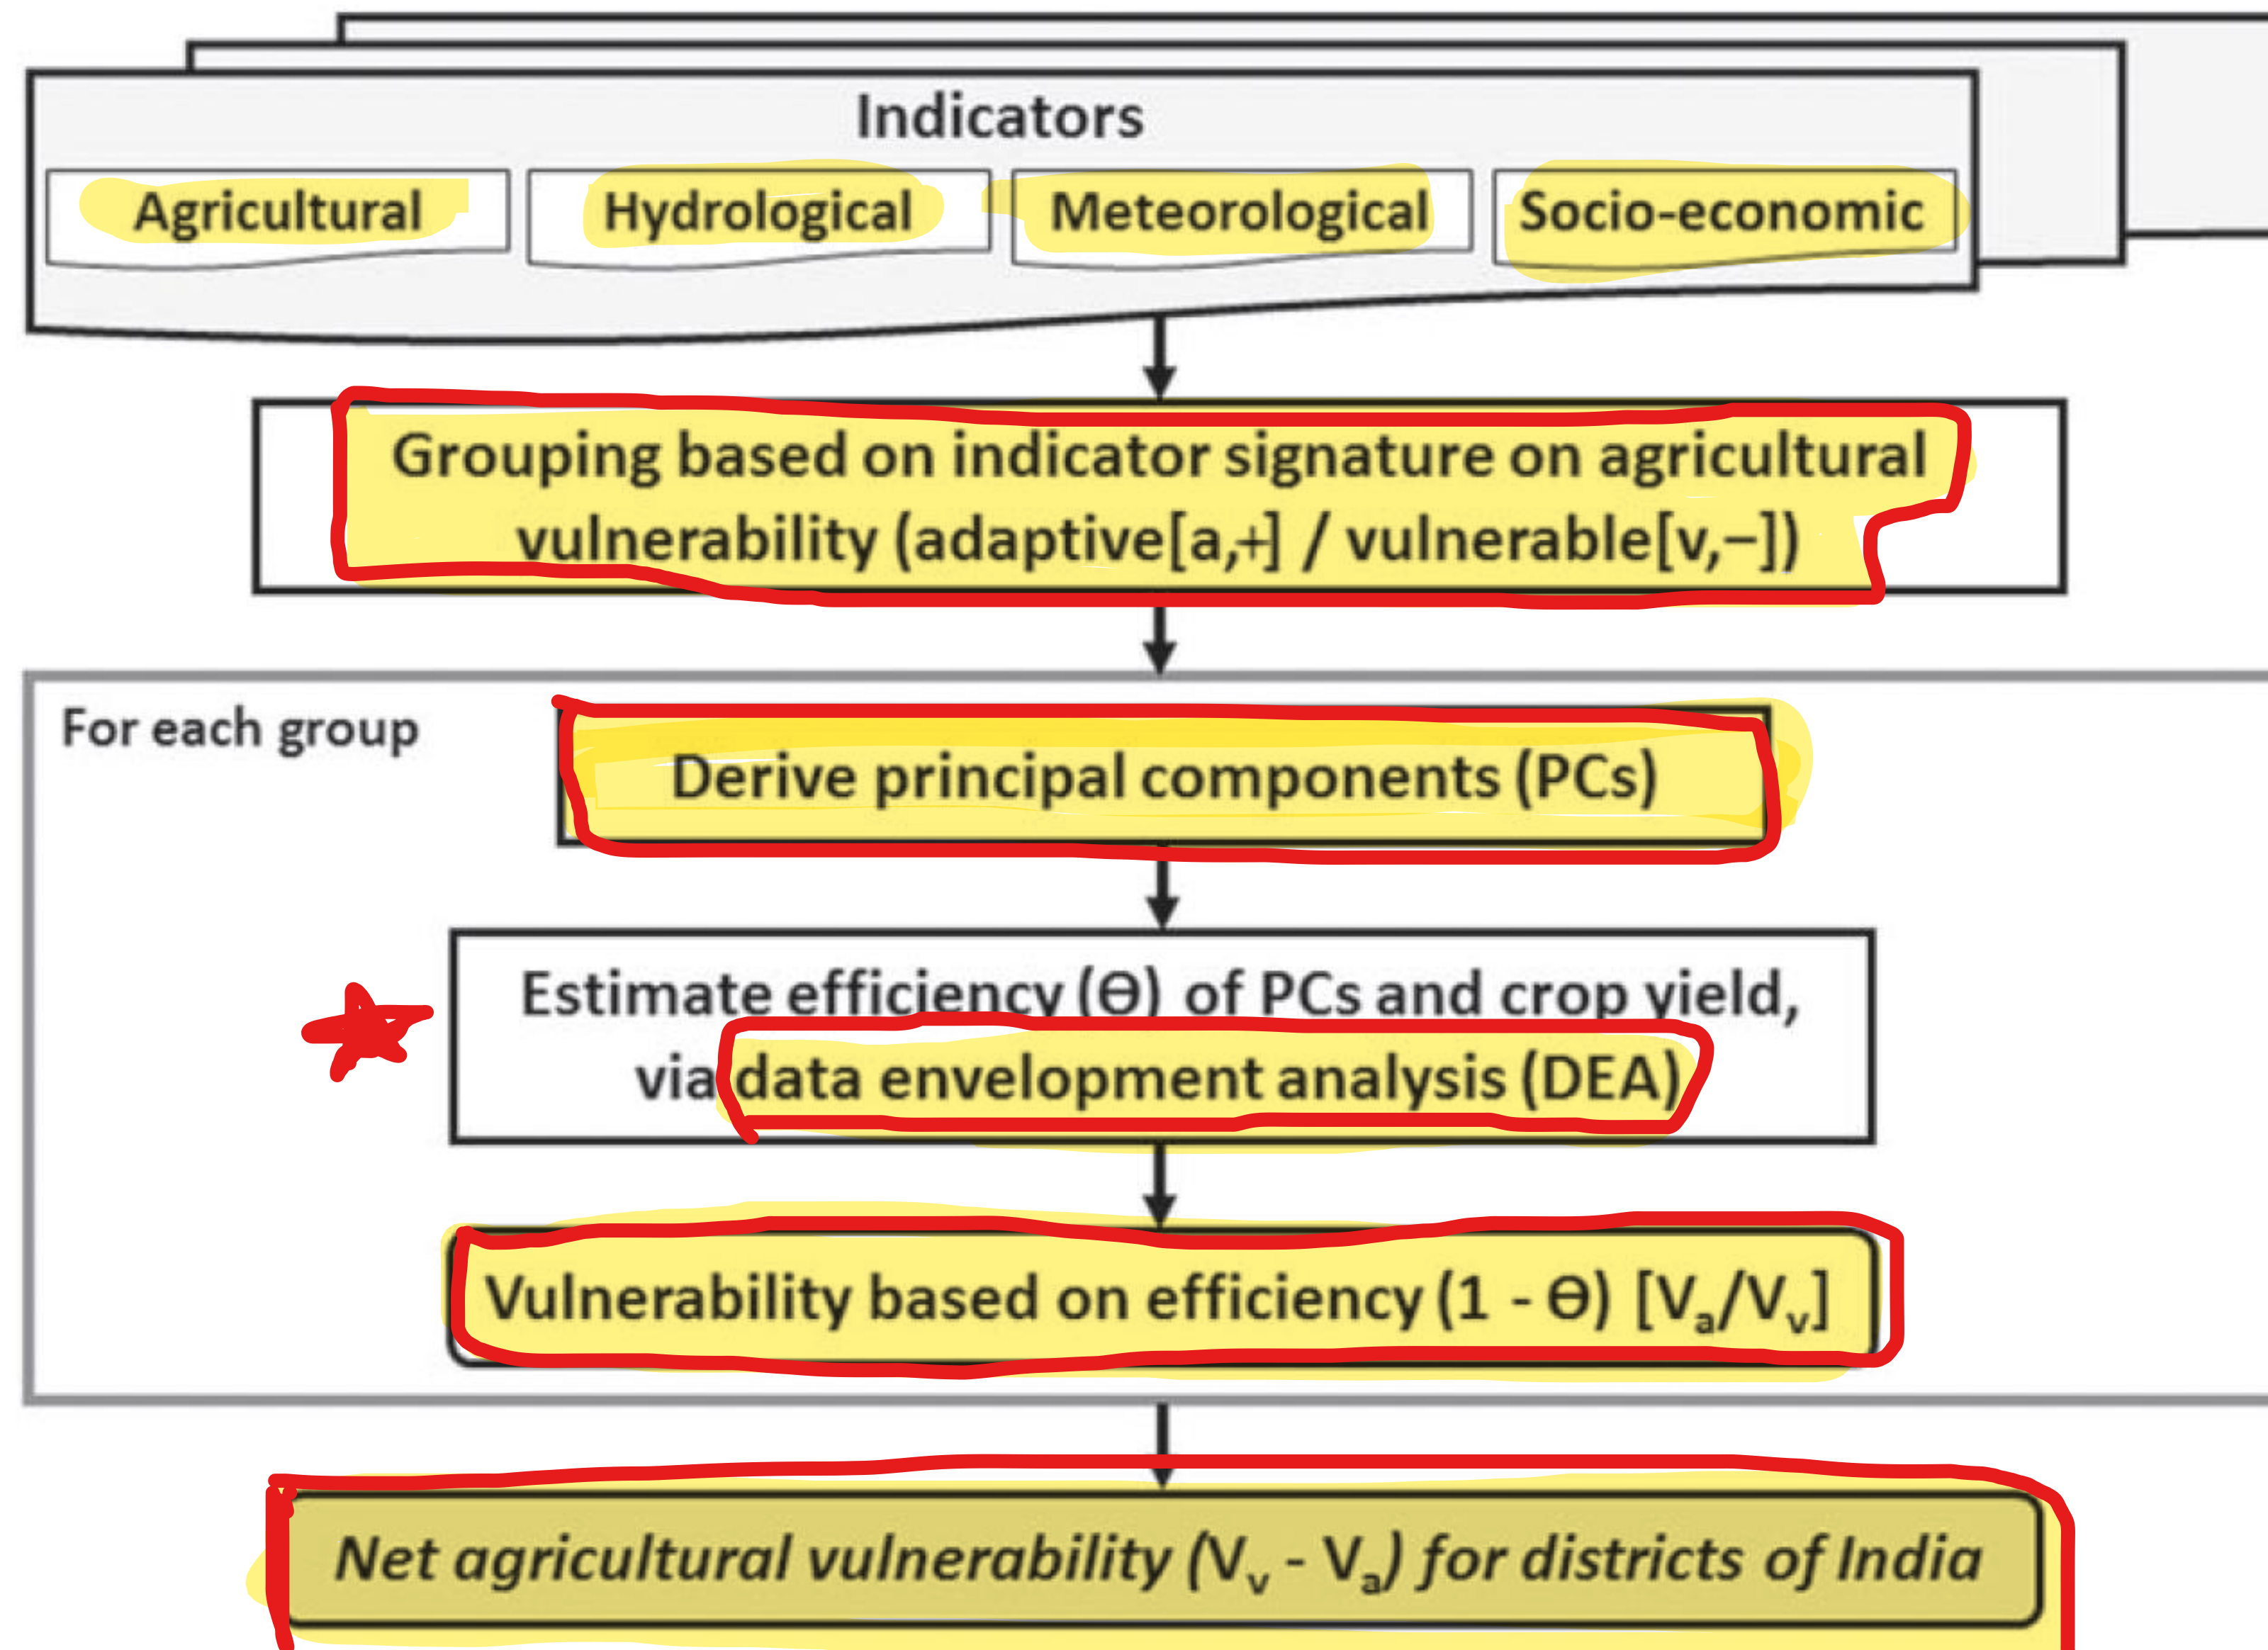 Indicators
Agricultural Hydrological Meteorological Socio-economic
Grouping based on indicator signature on agricultural
vulnerability (adaptive[a,+] / vulnerable[v,−])
For each group
Derive principal components (PCs)
Estimate efficiency (Θ) of PCs and crop yield,
via data envelopment analysis (DEA)
Vulnerability based on efficiency (1 - Θ) [Va/Vv]
Net agricultural vulnerability (Vv - Va) for districts of India